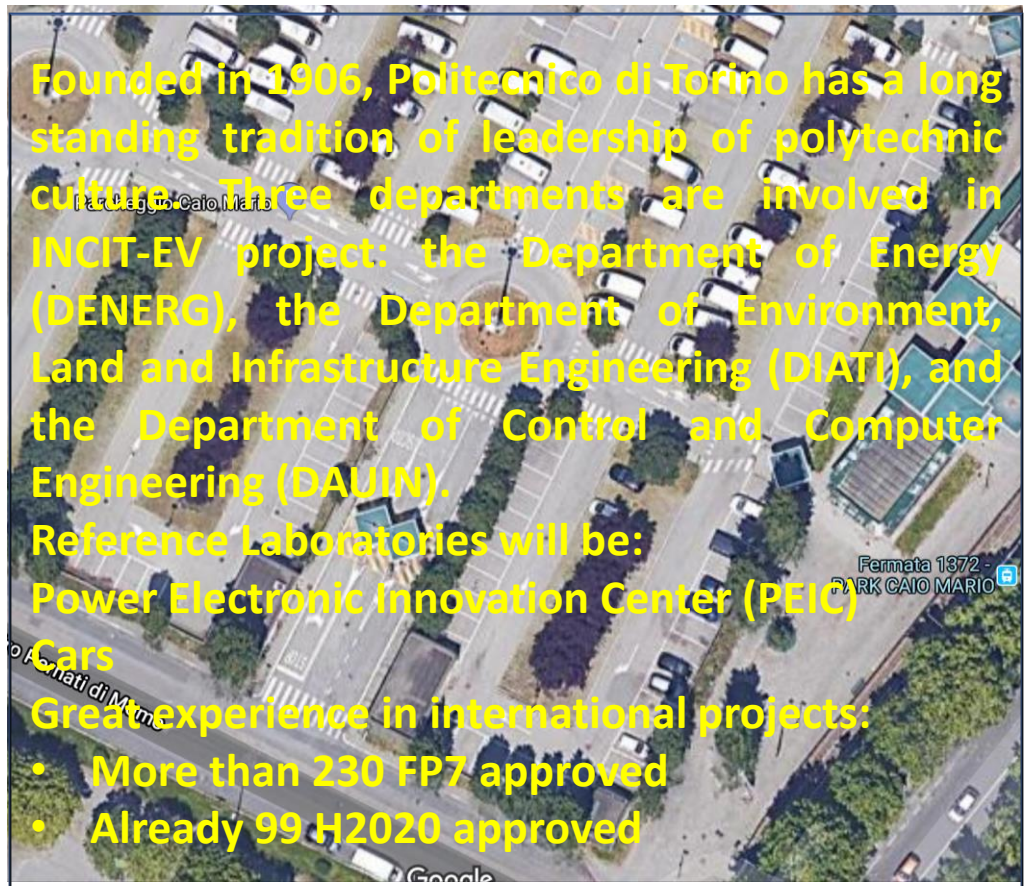 Founded in 1906, Politecnico di Torino has a long
standing tradition of leadership of polytechnic
culture. Three departments are involved in
Parcheggio Caio Mario
INCIT-EV project: the Department of Energy
(DENERG), the Department of Environment,
Land and Infrastructure Engineering (DIATI), and
the Department of Control and Computer
Engineering (DAUIN).
Reference Laboratories will be:
Fermata 1372 -
PARK CAIO MARIO
Power Electronic Innovation Center (PEIC)
Cars
Great experience in international projects:
• More than 230 FP7 approved
• Already 99 H2020 approved
Google